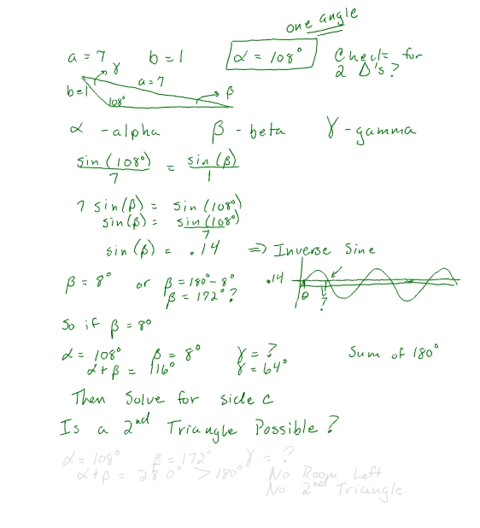 one angle
a = 7 b = 1 α = 108° Check for
2 Δ's?
γ
a = 7
b=1
β
108°
α - alpha β - beta γ - gamma
sin(108°) = sin(β)
7 1
7 sin(β) = sin(108°)
sin(β) = sin(108°)
7
sin(β) = .14 ⇒ Inverse Sine
β = 8° or β = 180° - 8°
β = 172°?
.14
?
So if β = 8°
α = 108° β = 8° γ = ? Sum of 180°
α + β = 116° γ = 64°
Then Solve for side c
Is a 2nd Triangle Possible?
α = 108° β = 172° γ = ?
α + β = 280° > 180° No Room Left
No 2nd Triangle